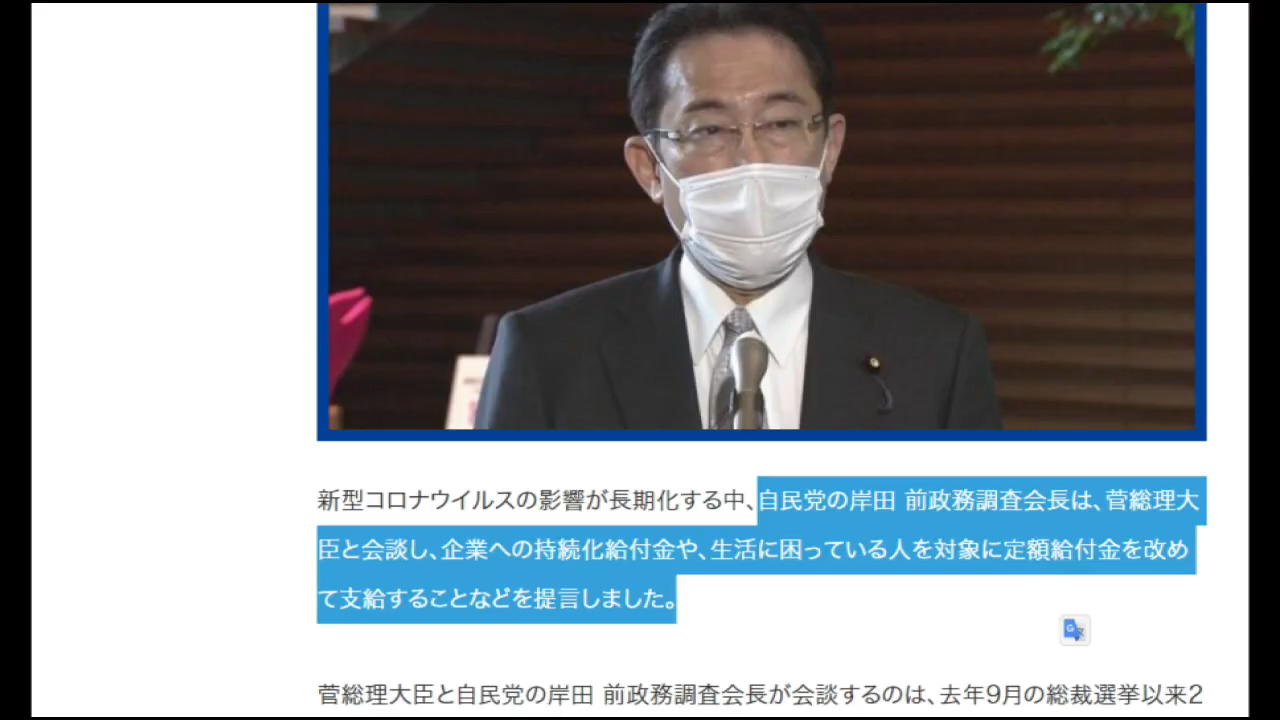 新型コロナウイルスの影響が長期化する中、自民党の岸田 前政務調査会長は、菅総理大
臣と会談し、企業への持続化給付金や、生活に困っている人を対象に定額給付金を改め
て支給することなどを提言しました。
菅総理大臣と自民党の岸田 前政務調査会長が会談するのは、去年9月の総裁選挙以来2